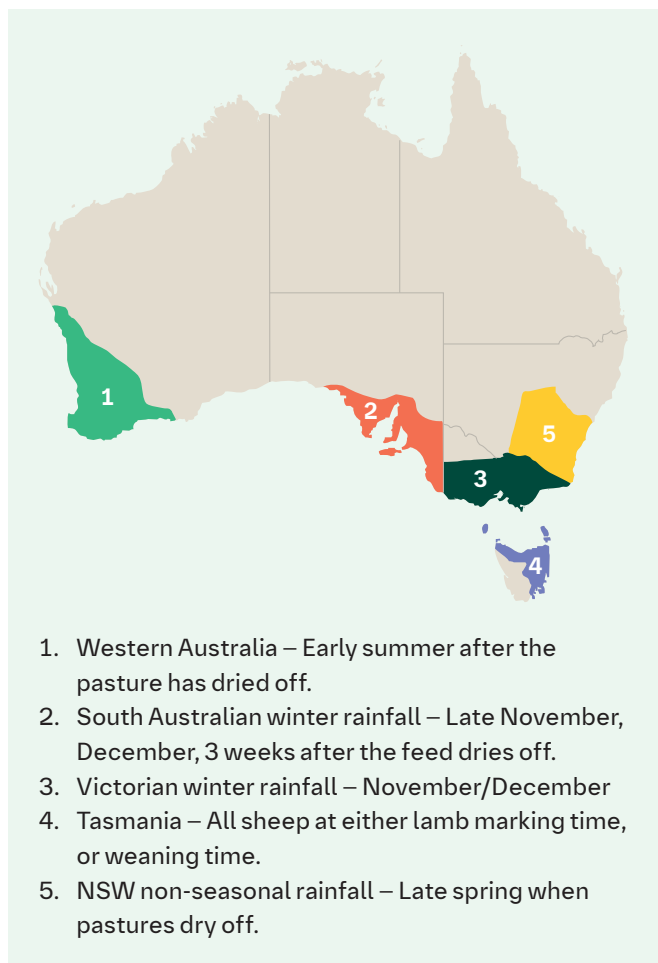 1
2
5
3
4
1. Western Australia – Early summer after the
pasture has dried off.
2. South Australian winter rainfall – Late November,
December, 3 weeks after the feed dries off.
3. Victorian winter rainfall – November/December
4. Tasmania – All sheep at either lamb marking time,
or weaning time.
5. NSW non-seasonal rainfall – Late spring when
pastures dry off.